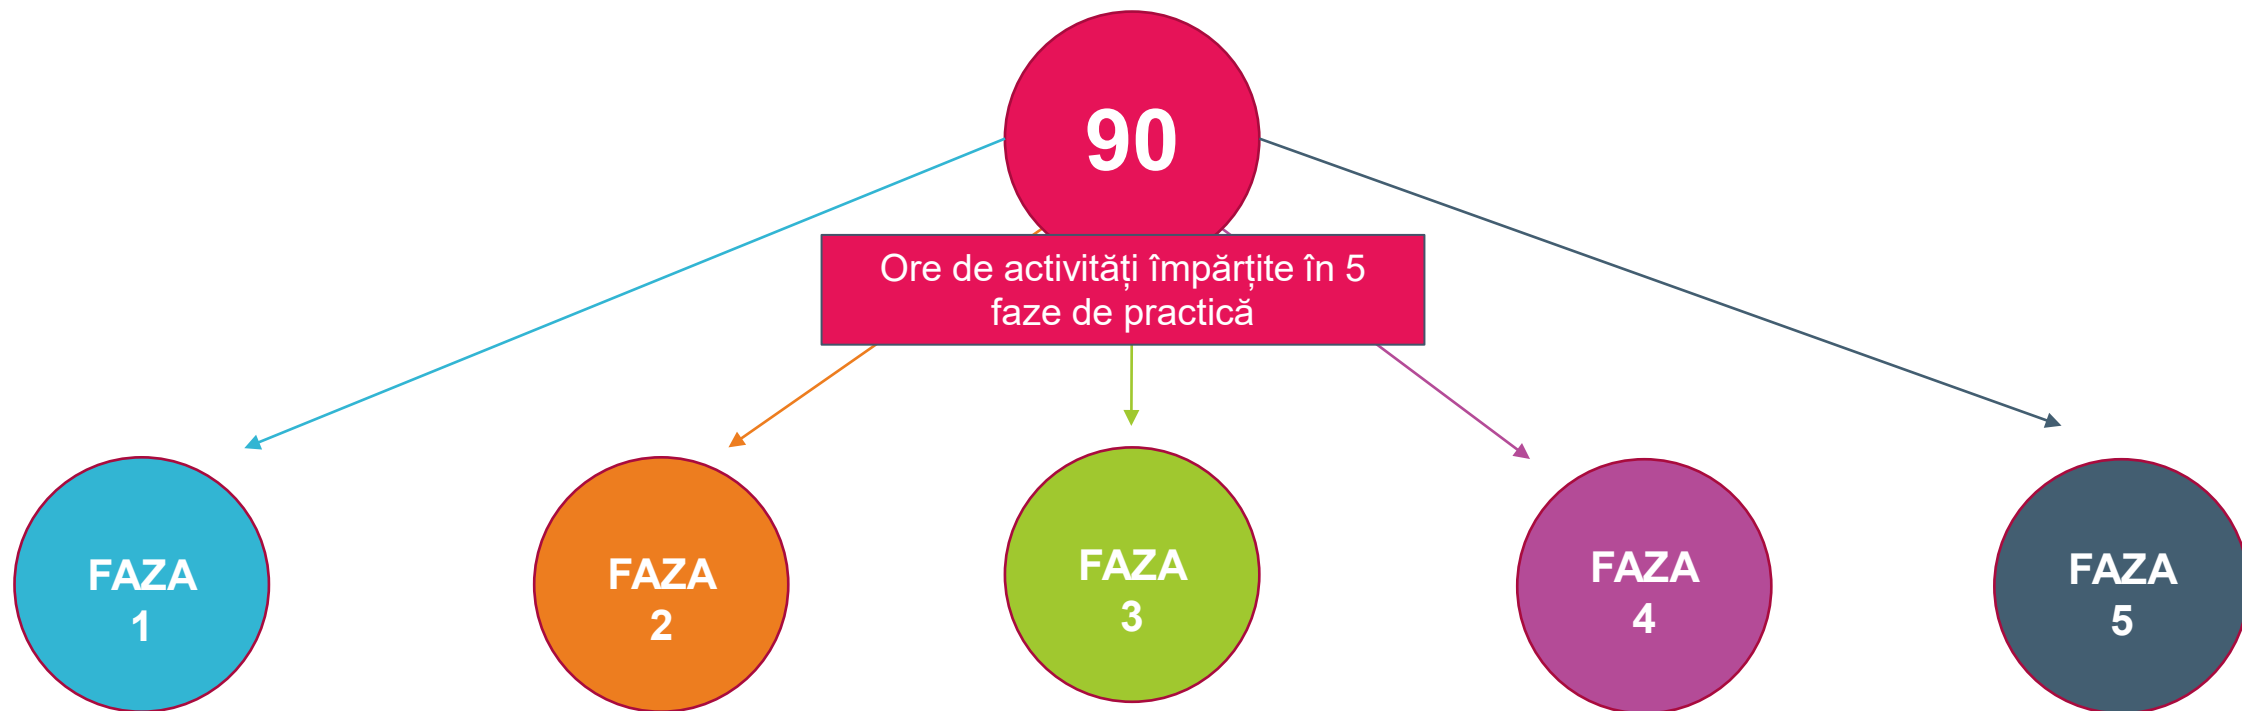 90
Ore de activități împărțite în 5
faze de practică
FAZA
1
FAZA
2
FAZA
3
FAZA
4
FAZA
5